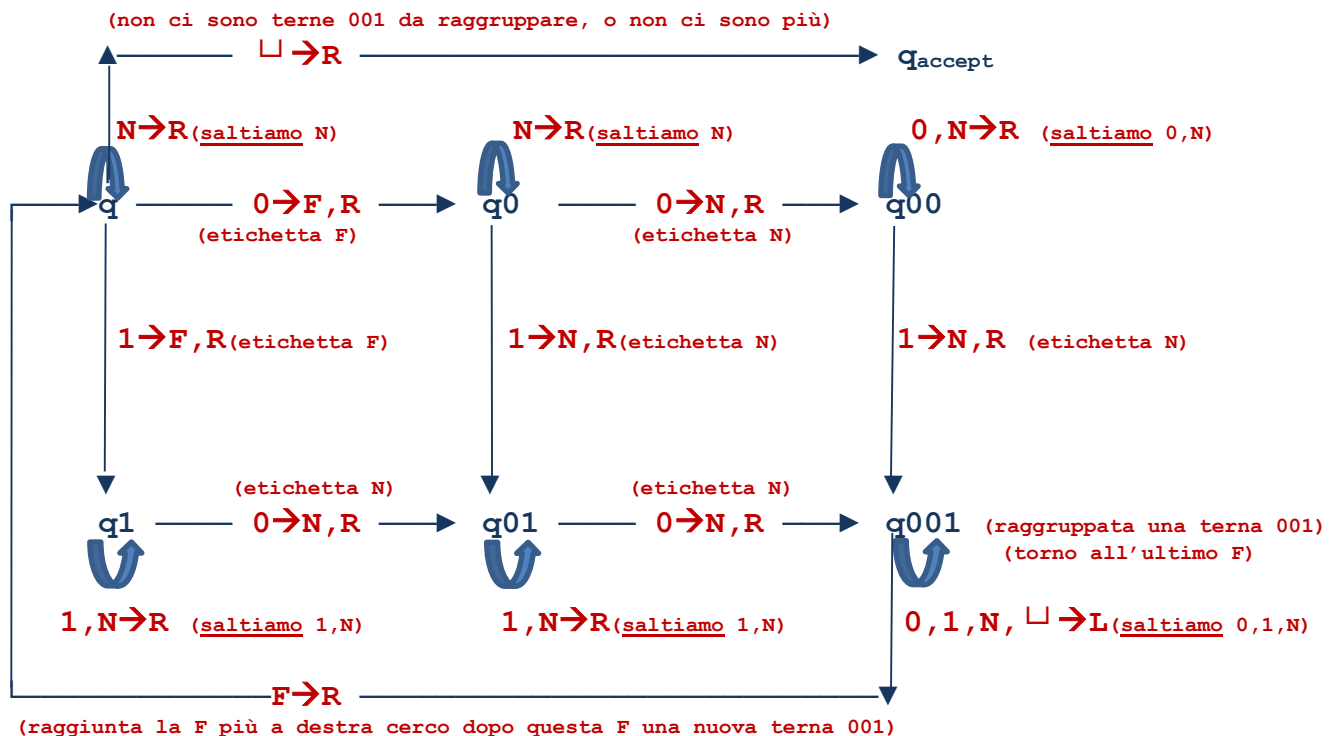 (non ci sono terne 001 da raggruppare, o non ci sono più)
└┘→R qaccept
N→R(saltiamo N) N→R(saltiamo N) 0,N→R (saltiamo 0,N)
q 0→F,R q0 0→N,R q00
(etichetta F) (etichetta N)
1→F,R(etichetta F) 1→N,R(etichetta N) 1→N,R (etichetta N)
(etichetta N) (etichetta N)
q1 0→N,R q01 0→N,R q001 (raggruppata una terna 001)
(torno all'ultimo F)
1,N→R (saltiamo 1,N) 1,N→R(saltiamo 1,N) 0,1,N,└┘→L(saltiamo 0,1,N)
F→R
(raggiunta la F più a destra cerco dopo questa F una nuova terna 001)